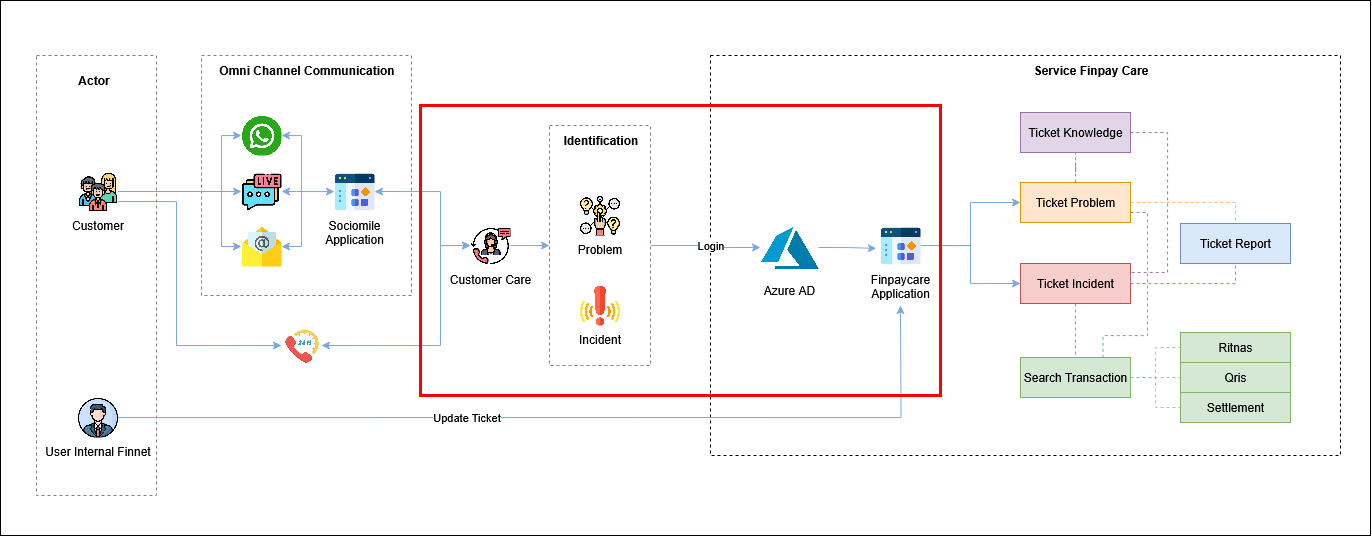 Actor
Omni Channel Communication
Service Finpay Care
LIVE
@
Customer
Sociomile
Application
24 H
User Internal Finnet
Update Ticket
Customer Care
Identification
Problem
Incident
Login
Azure AD
Finpaycare
Application
Ticket Knowledge
Ticket Problem
Ticket Report
Ticket Incident
Search Transaction
Ritnas
Qris
Settlement